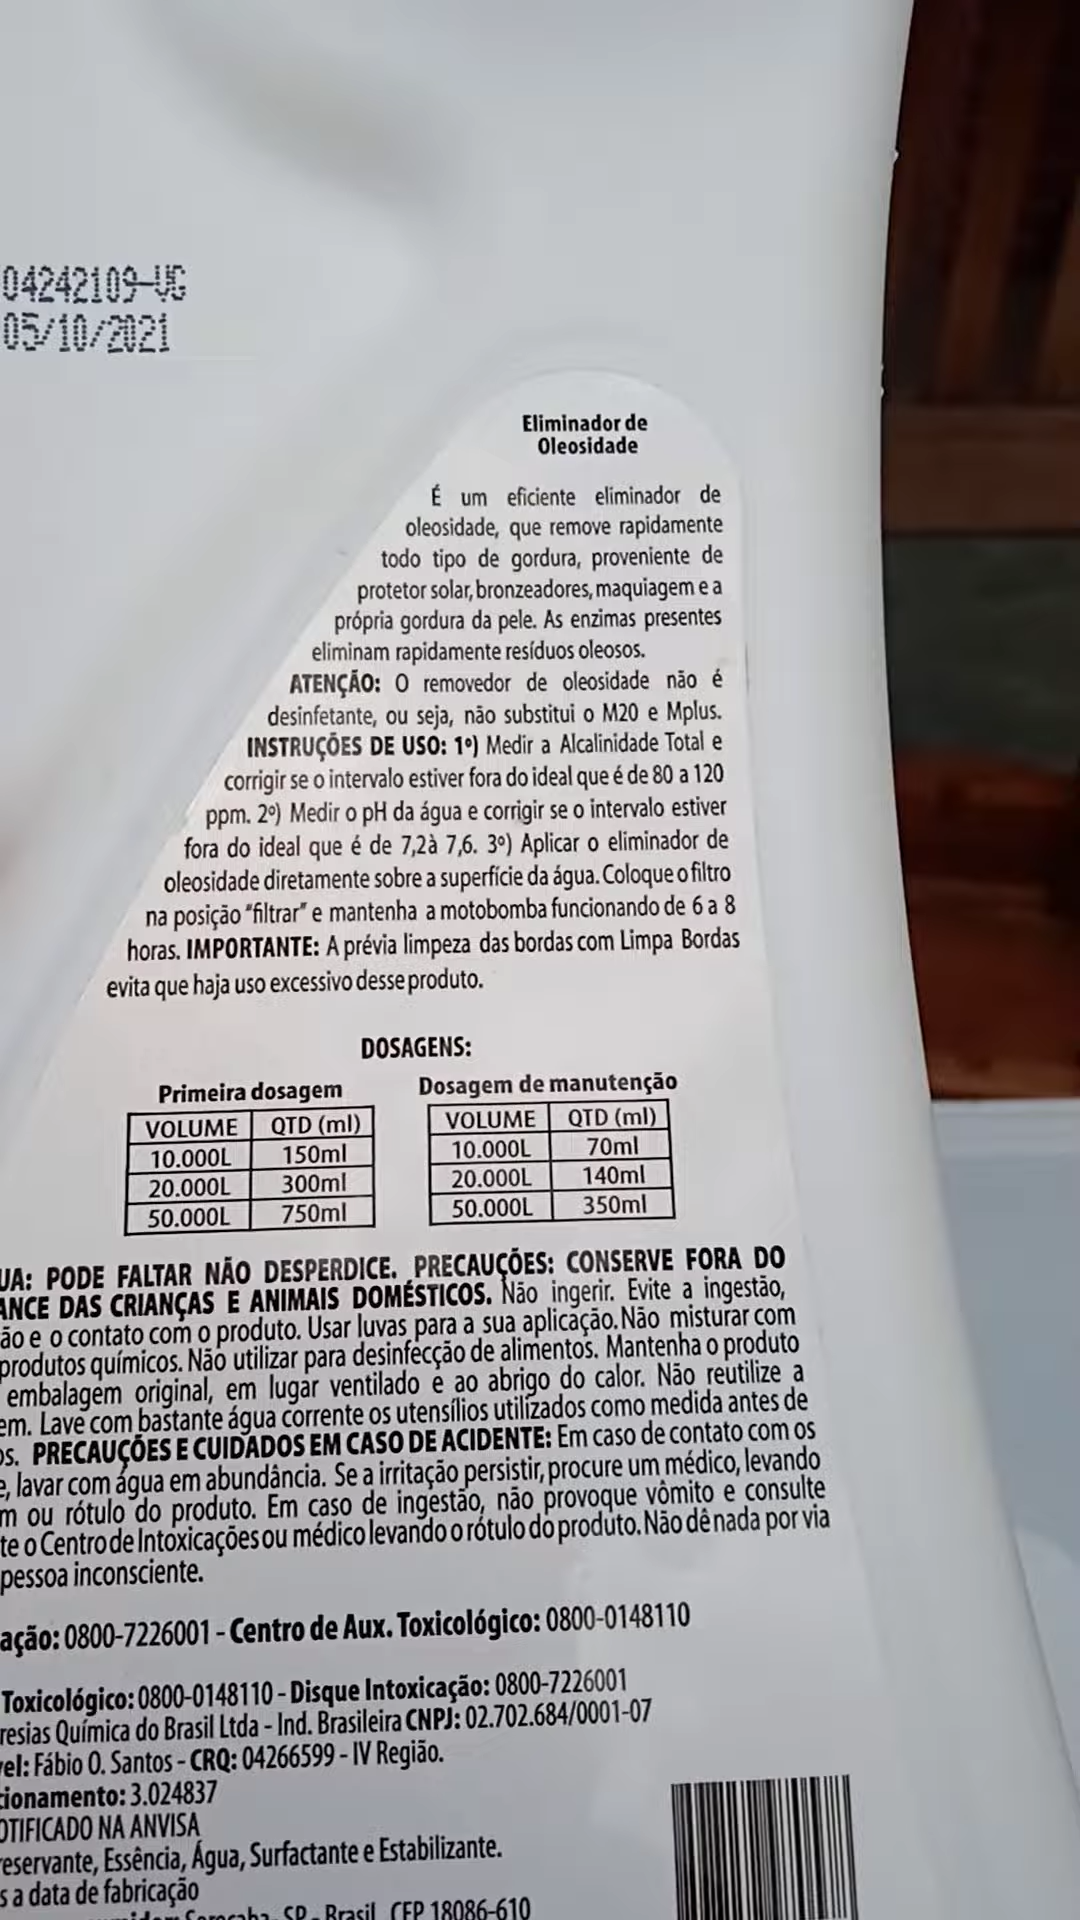 04242109-UG
05/10/2021
Eliminador de
Oleosidade
É um eficiente eliminador de
oleosidade, que remove rapidamente
todo tipo de gordura, proveniente de
protetor solar, bronzeadores, maquiagem e a
própria gordura da pele. As enzimas presentes
eliminam rapidamente resíduos oleosos.
ATENÇÃO: O removedor de oleosidade não é
desinfetante, ou seja, não substitui o M20 e Mplus.
INSTRUÇÕES DE USO: 1º) Medir a Alcalinidade Total e
corrigir se o intervalo estiver fora do ideal que é de 80 a 120
ppm. 2º) Medir o pH da água e corrigir se o intervalo estiver
fora do ideal que é de 7,2à 7,6. 3º) Aplicar o eliminador de
oleosidade diretamente sobre a superfície da água. Coloque o filtro
na posição "filtrar" e mantenha a motobomba funcionando de 6 a 8
horas. IMPORTANTE: A prévia limpeza das bordas com Limpa Bordas
evita que haja uso excessivo desse produto.
DOSAGENS:
Primeira dosagem
VOLUME QTD (ml)
10.000L 150ml
20.000L 300ml
50.000L 750ml
Dosagem de manutenção
VOLUME QTD (ml)
10.000L 70ml
20.000L 140ml
50.000L 350ml
UA: PODE FALTAR NÃO DESPERDICE. PRECAUÇÕES: CONSERVE FORA DO
ANCE DAS CRIANÇAS E ANIMAIS DOMÉSTICOS. Não ingerir. Evite a ingestão,
ão e o contato com o produto. Usar luvas para a sua aplicação. Não misturar com
produtos químicos. Não utilizar para desinfecção de alimentos. Mantenha o produto
embalagem original, em lugar ventilado e ao abrigo do calor. Não reutilize a
em. Lave com bastante água corrente os utensílios utilizados como medida antes de
os. PRECAUÇÕES E CUIDADOS EM CASO DE ACIDENTE: Em caso de contato com os
e, lavar com água em abundância. Se a irritação persistir, procure um médico, levando
m ou rótulo do produto. Em caso de ingestão, não provoque vômito e consulte
te o Centro de Intoxicações ou médico levando o rótulo do produto. Não dê nada por via
pessoa inconsciente.
ação: 0800-7226001 - Centro de Aux. Toxicológico: 0800-0148110
Toxicológico: 0800-0148110 - Disque Intoxicação: 0800-7226001
resias Química do Brasil Ltda - Ind. Brasileira CNPJ: 02.702.684/0001-07
vel: Fábio O. Santos - CRQ: 04266599 - IV Região.
cionamento: 3.024837
OTIFICADO NA ANVISA
reservante, Essência, Água, Surfactante e Estabilizante.
s a data de fabricação
Sorocaba - SP - Brasil CEP 18086-610